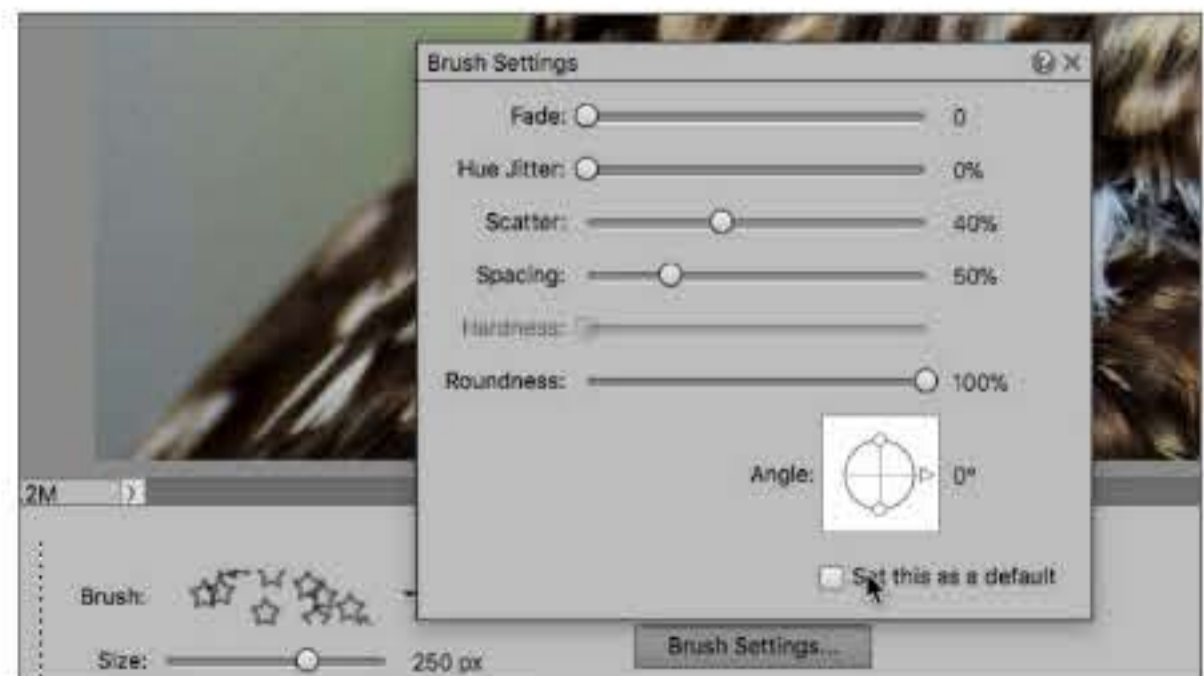 Brush Settings
Fade: 0
Hue Jitter: 0%
Scatter: 40%
Spacing: 50%
Hardness:
Roundness: 100%
Angle: 0°
.2M
Set this as a default
Brush:
Size: 250 px
Brush Settings...